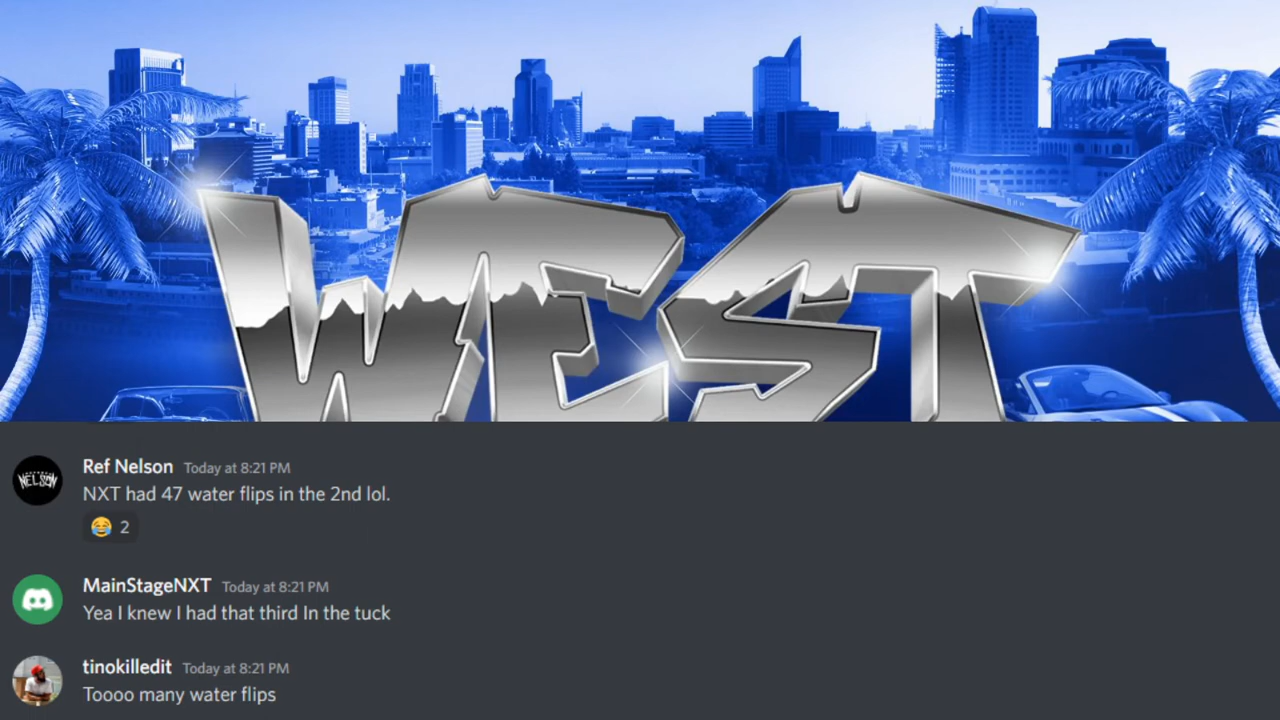 WEST
Ref Nelson Today at 8:21 PM
NELSON
NXT had 47 water flips in the 2nd lol.
😂 2
MainStageNXT Today at 8:21 PM
Yea I knew I had that third In the tuck
tinokilledit Today at 8:21 PM
Toooo many water flips